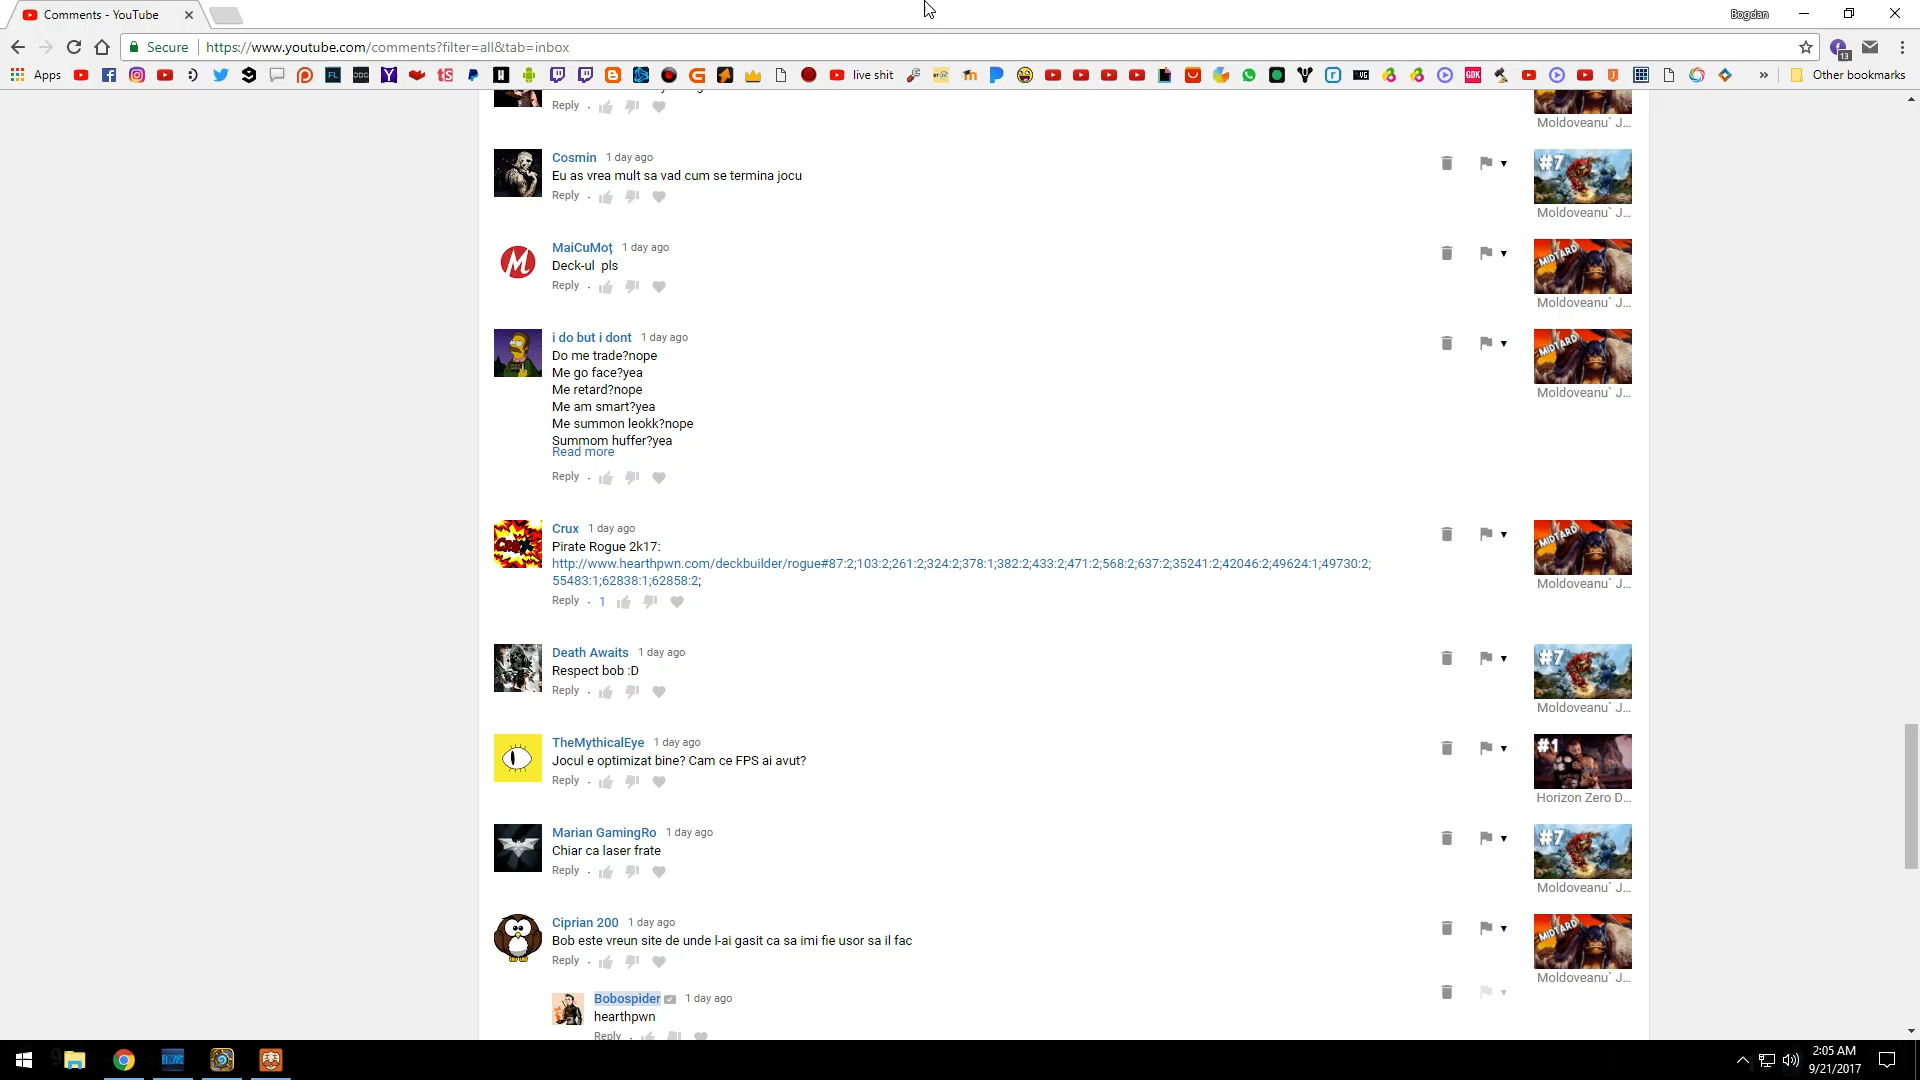 Comments - YouTube
Bogdan
Secure
https://www.youtube.com/comments?filter=all&tab=inbox
13
Apps
live shit
Other bookmarks
Reply
Moldoveanu` J...
Cosmin 1 day ago
Eu as vrea mult sa vad cum se termina jocu
Reply
#7
Moldoveanu` J...
MaiCuMoț 1 day ago
Deck-ul pls
Reply
MIDTARD
Moldoveanu` J...
i do but i dont 1 day ago
Do me trade?nope
Me go face?yea
Me retard?nope
Me am smart?yea
Me summon leokk?nope
Summom huffer?yea
Read more
Reply
MIDTARD
Moldoveanu` J...
Crux 1 day ago
Pirate Rogue 2k17:
http://www.hearthpwn.com/deckbuilder/rogue#87:2;103:2;261:2;324:2;378:1;382:2;433:2;471:2;568:2;637:2;35241:2;42046:2;49624:1;49730:2;
55483:1;62838:1;62858:2;
Reply 1
MIDTARD
Moldoveanu` J...
Death Awaits 1 day ago
Respect bob :D
Reply
#7
Moldoveanu` J...
TheMythicalEye 1 day ago
Jocul e optimizat bine? Cam ce FPS ai avut?
Reply
#1
Horizon Zero D...
Marian GamingRo 1 day ago
Chiar ca laser frate
Reply
#7
Moldoveanu` J...
Ciprian 200 1 day ago
Bob este vreun site de unde l-ai gasit ca sa imi fie usor sa il fac
Reply
MIDTARD
Moldoveanu` J...
Bobospider 1 day ago
hearthpwn
Reply
2:05 AM
9/21/2017